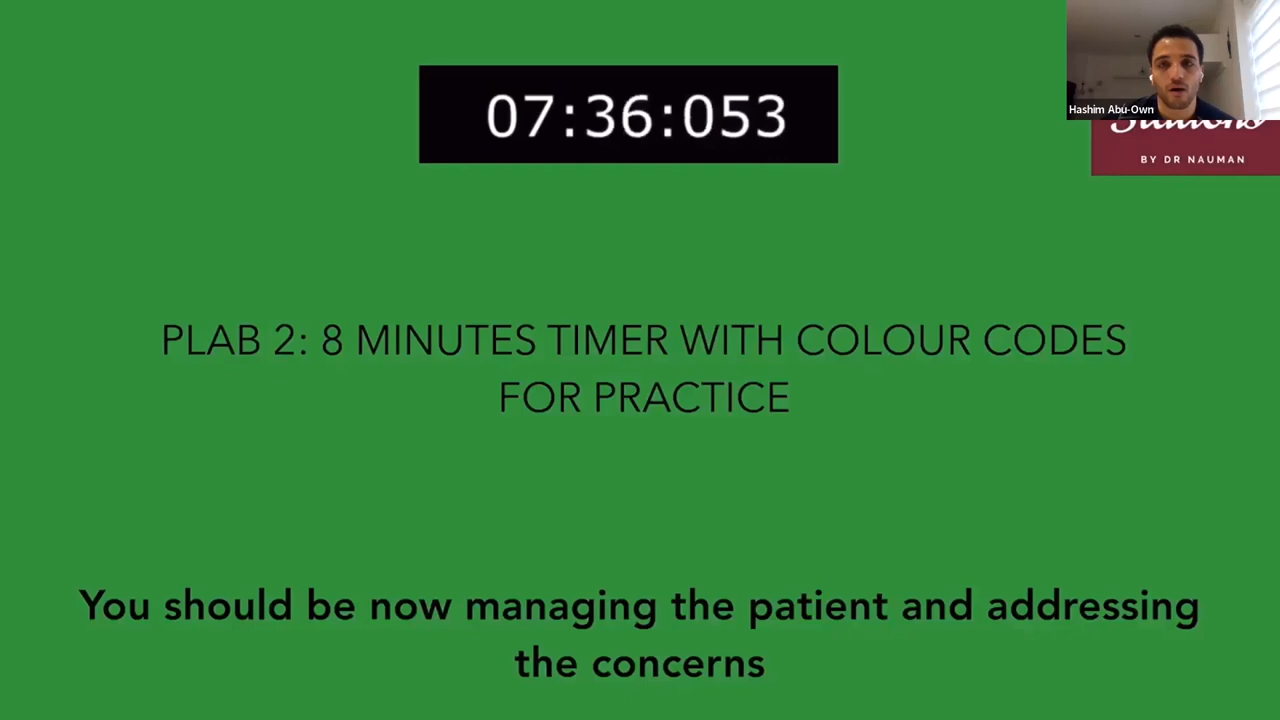 07:36:053
Hashim Abu-Own
BY DR NAUMAN
PLAB 2: 8 MINUTES TIMER WITH COLOUR CODES
FOR PRACTICE
You should be now managing the patient and addressing
the concerns